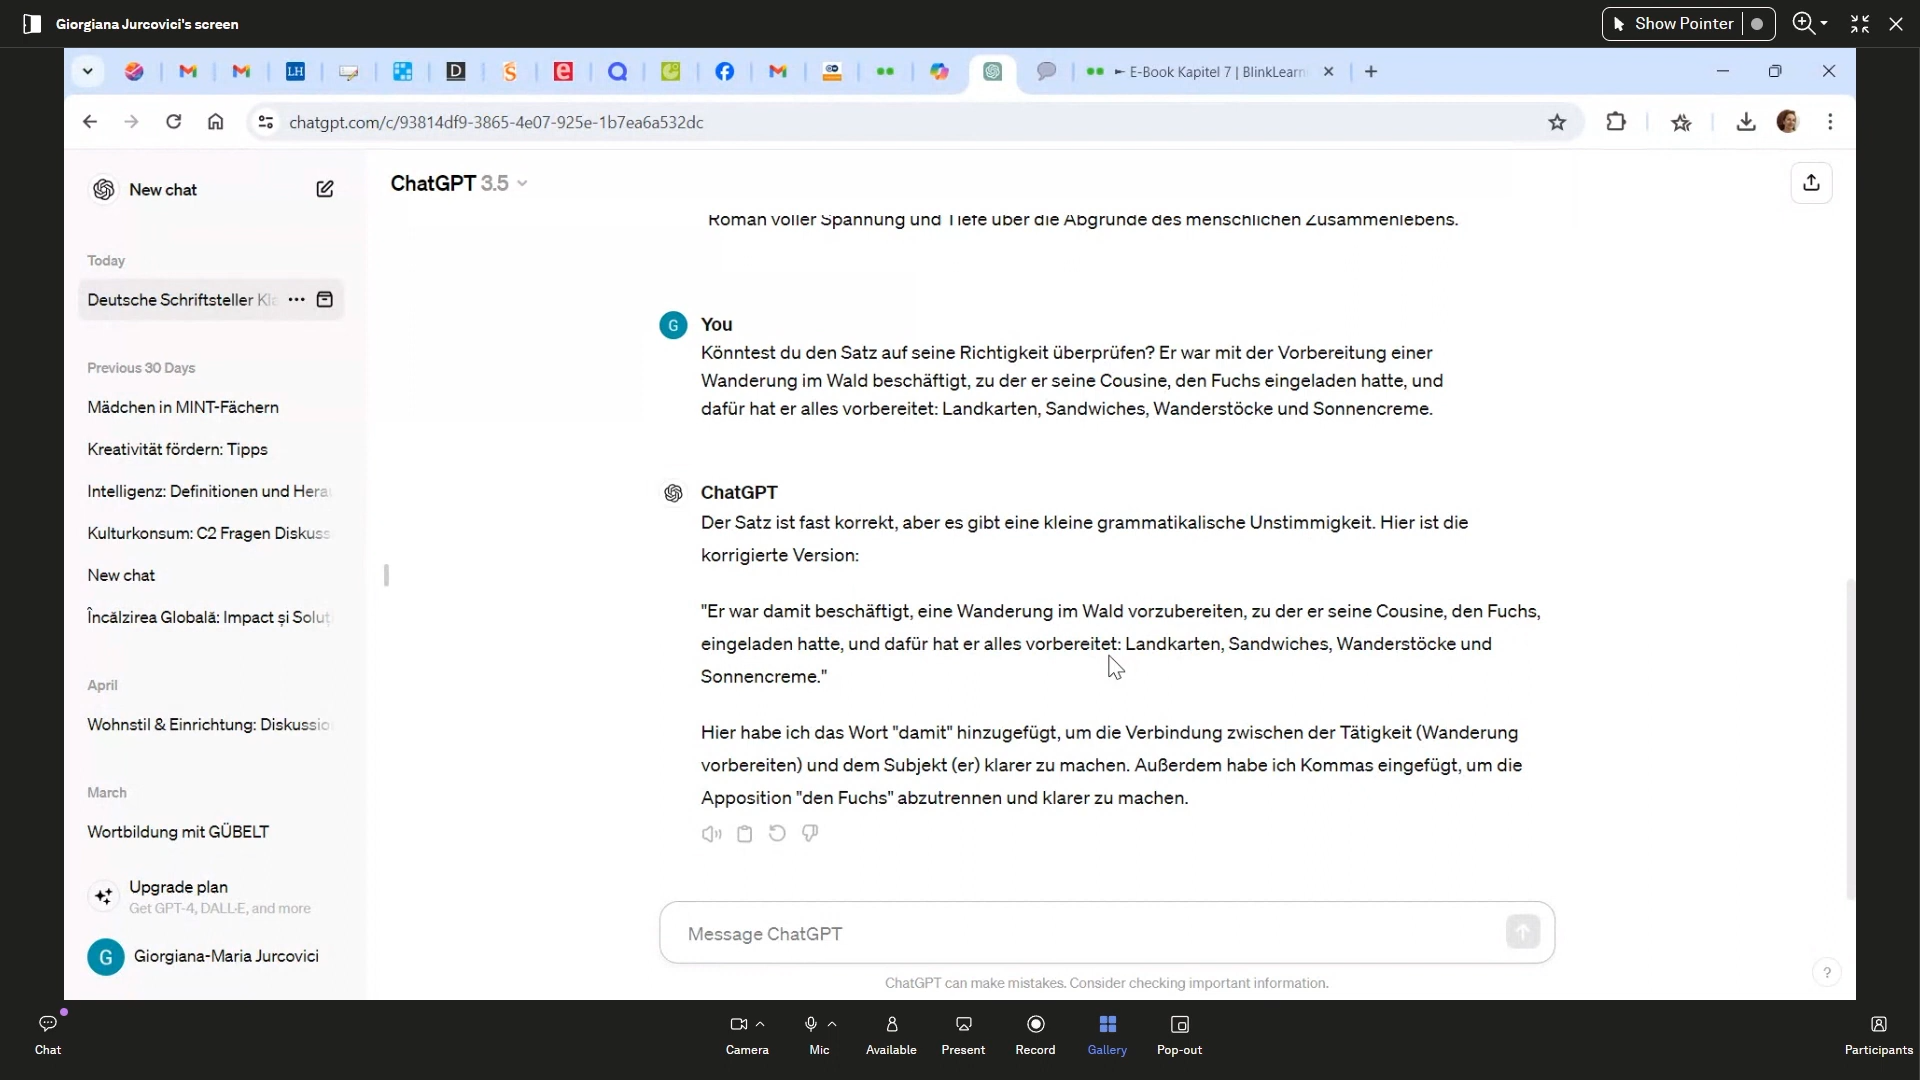 Giorgiana Jurcovici's screen
Show Pointer
E-Book Kapitel 7 | BlinkLearn
chatgpt.com/c/93814df9-3865-4e07-925e-1b7ea6a532dc
New chat
ChatGPT 3.5
Roman voller Spannung und Tiefe über die Abgründe des menschlichen Zusammenlebens.
Today
Deutsche Schriftsteller Kla
Previous 30 Days
Mädchen in MINT-Fächern
Kreativität fördern: Tipps
Intelligenz: Definitionen und Herau
Kulturkonsum: C2 Fragen Diskuss
New chat
Încălzirea Globală: Impact și Soluț
April
Wohnstil & Einrichtung: Diskussio
March
Wortbildung mit GÜBELT
Upgrade plan
Get GPT-4, DALL·E, and more
G
Giorgiana-Maria Jurcovici
G
You
Könntest du den Satz auf seine Richtigkeit überprüfen? Er war mit der Vorbereitung einer
Wanderung im Wald beschäftigt, zu der er seine Cousine, den Fuchs eingeladen hatte, und
dafür hat er alles vorbereitet: Landkarten, Sandwiches, Wanderstöcke und Sonnencreme.
ChatGPT
Der Satz ist fast korrekt, aber es gibt eine kleine grammatikalische Unstimmigkeit. Hier ist die
korrigierte Version:
"Er war damit beschäftigt, eine Wanderung im Wald vorzubereiten, zu der er seine Cousine, den Fuchs,
eingeladen hatte, und dafür hat er alles vorbereitet: Landkarten, Sandwiches, Wanderstöcke und
Sonnencreme."
Hier habe ich das Wort "damit" hinzugefügt, um die Verbindung zwischen der Tätigkeit (Wanderung
vorbereiten) und dem Subjekt (er) klarer zu machen. Außerdem habe ich Kommas eingefügt, um die
Apposition "den Fuchs" abzutrennen und klarer zu machen.
Message ChatGPT
ChatGPT can make mistakes. Consider checking important information.
?
Chat
Camera
Mic
Available
Present
Record
Gallery
Pop-out
Participants